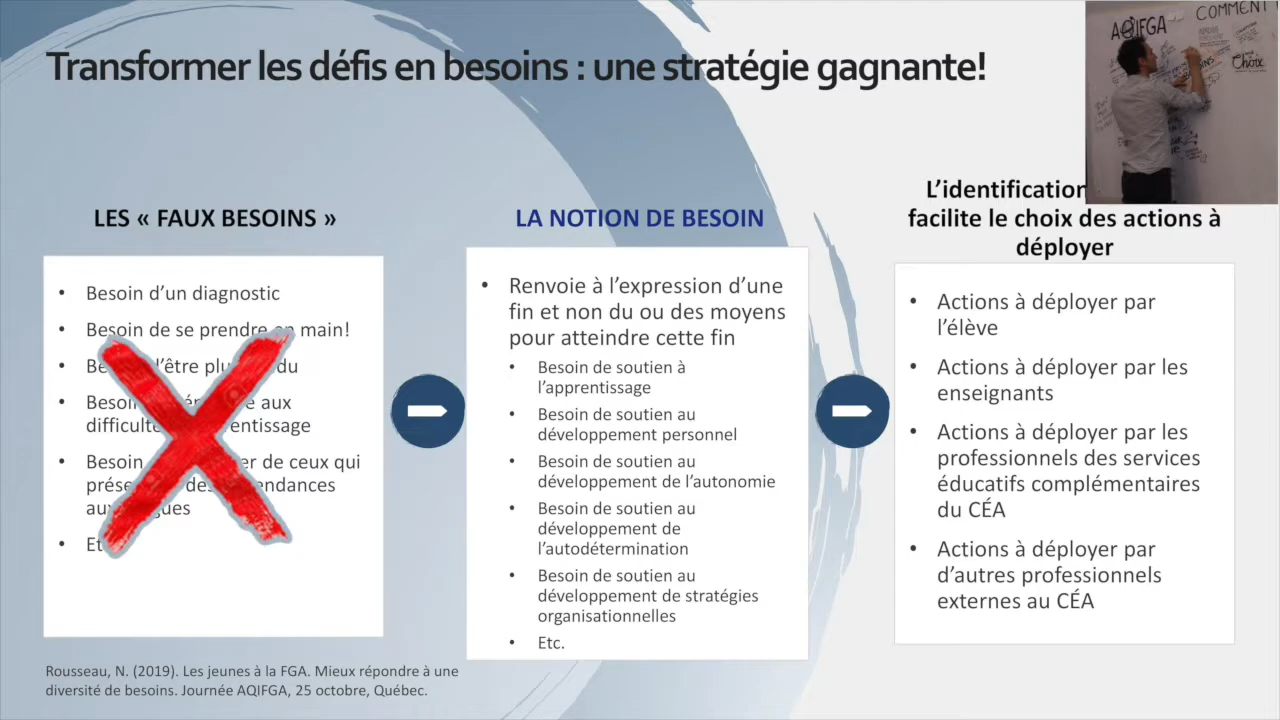 Transformer les défis en besoins : une stratégie gagnante!
AQIFGA
COMMENT
Choix
LES « FAUX BESOINS »
Besoin d'un diagnostic
Besoin de se prendre en main!
Be l'être plu du
Besoin aux
difficulté entissage
Besoin er de ceux qui
prése des endances
au gues
Et
LA NOTION DE BESOIN
Renvoie à l'expression d'une
fin et non du ou des moyens
pour atteindre cette fin
Besoin de soutien à
l'apprentissage
Besoin de soutien au
développement personnel
Besoin de soutien au
développement de l'autonomie
Besoin de soutien au
développement de
l'autodétermination
Besoin de soutien au
développement de stratégies
organisationnelles
Etc.
L'identification
facilite le choix des actions à
déployer
Actions à déployer par
l'élève
Actions à déployer par les
enseignants
Actions à déployer par les
professionnels des services
éducatifs complémentaires
du CÉA
Actions à déployer par
d'autres professionnels
externes au CÉA
Rousseau, N. (2019). Les jeunes à la FGA. Mieux répondre à une
diversité de besoins. Journée AQIFGA, 25 octobre, Québec.